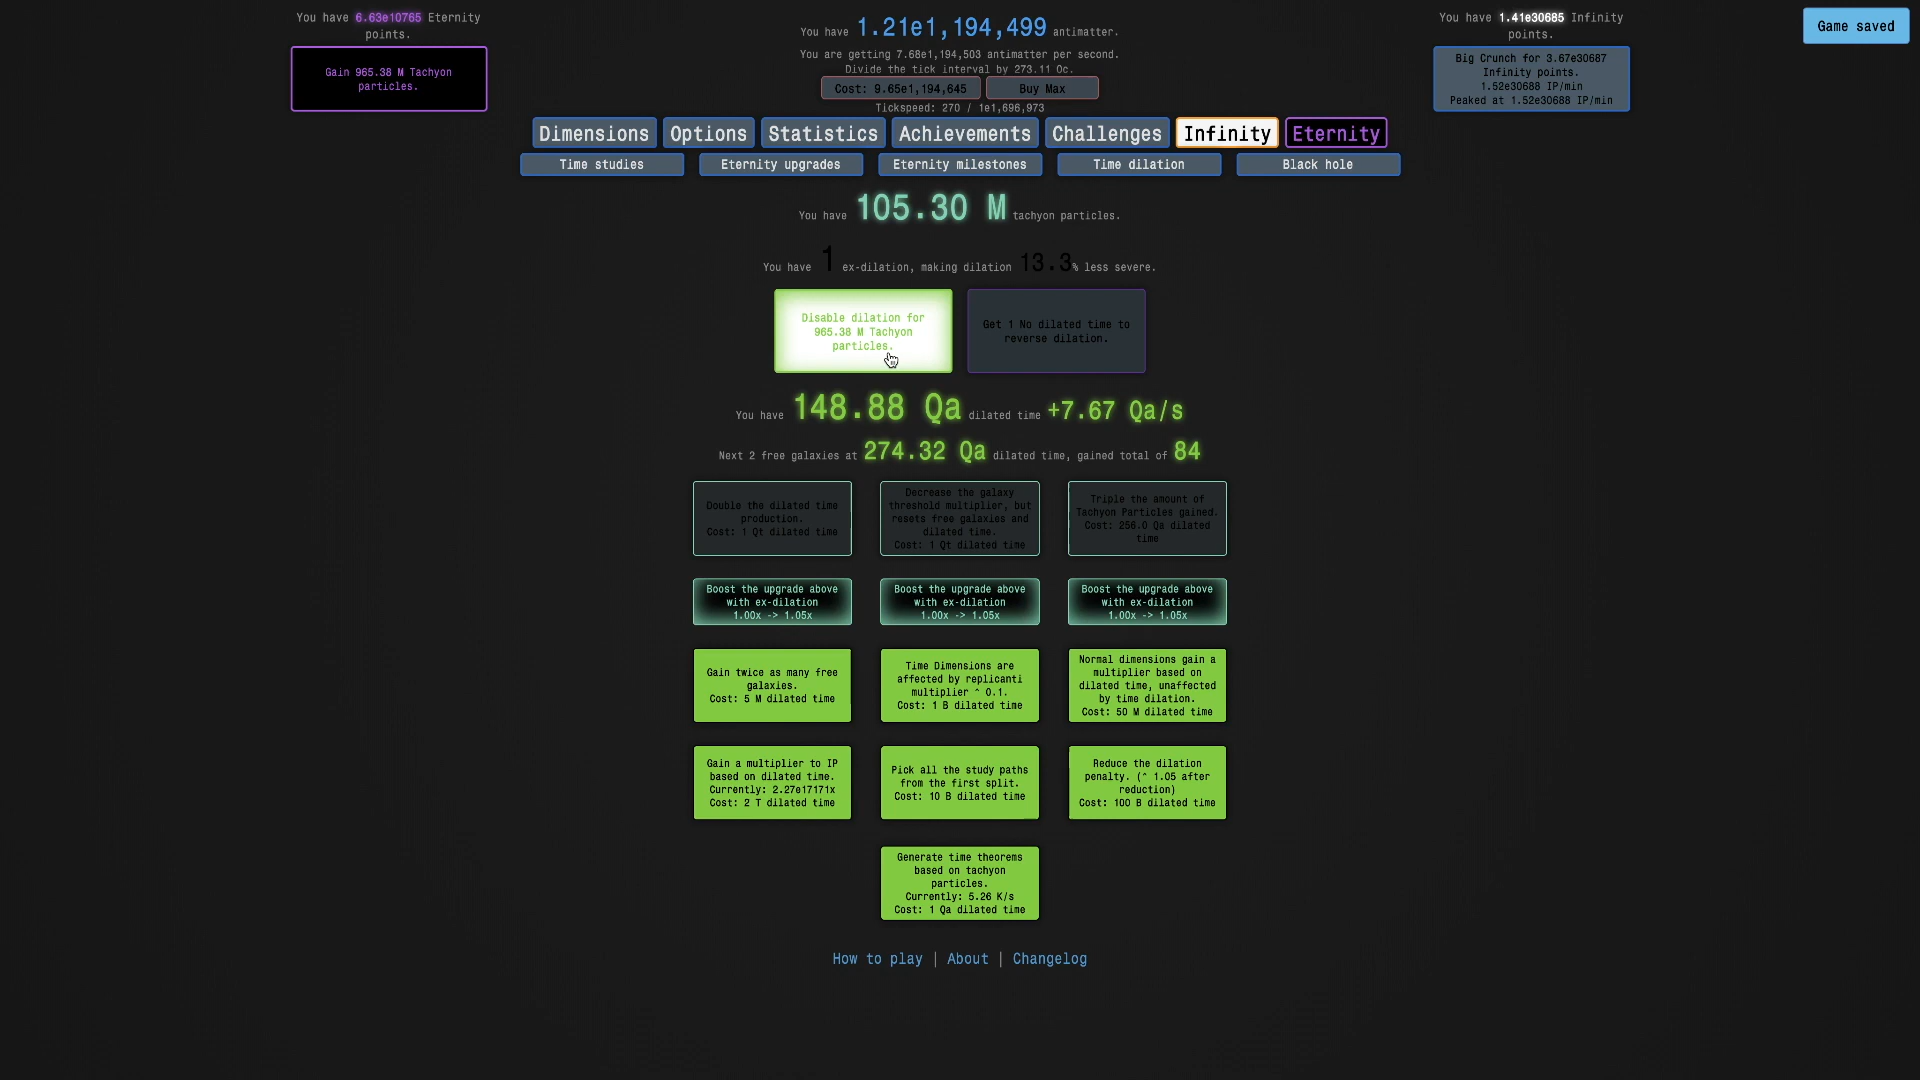 You have 6.63e10765 Eternity
points.
Gain 965.38 M Tachyon
particles.
You have 1.21e1,194,499 antimatter.
You are getting 7.68e1,194,503 antimatter per second.
Divide the tick interval by 273.11 Oc.
Cost: 9.65e1,194,645
Buy Max
Tickspeed: 270 / 1e1,696,973
You have 1.41e30685 Infinity
points.
Big Crunch for 3.67e30687
Infinity points.
1.52e30688 IP/min
Peaked at 1.52e30688 IP/min
Game saved
Dimensions
Options
Statistics
Achievements
Challenges
Infinity
Eternity
Time studies
Eternity upgrades
Eternity milestones
Time dilation
Black hole
You have 105.30 M tachyon particles.
You have 1 ex-dilation, making dilation 13.3% less severe.
Disable dilation for
965.38 M Tachyon
particles.
Get 1 No dilated time to
reverse dilation.
You have 148.88 Qa dilated time +7.67 Qa/s
Next 2 free galaxies at 274.32 Qa dilated time, gained total of 84
Double the dilated time
production.
Cost: 1 Qt dilated time
Decrease the galaxy
threshold multiplier, but
resets free galaxies and
dilated time.
Cost: 1 Qt dilated time
Triple the amount of
Tachyon Particles gained.
Cost: 256.0 Qa dilated
time
Boost the upgrade above
with ex-dilation
1.00x -> 1.05x
Boost the upgrade above
with ex-dilation
1.00x -> 1.05x
Boost the upgrade above
with ex-dilation
1.00x -> 1.05x
Gain twice as many free
galaxies.
Cost: 5 M dilated time
Time Dimensions are
affected by replicanti
multiplier ^ 0.1.
Cost: 1 B dilated time
Normal dimensions gain a
multiplier based on
dilated time, unaffected
by time dilation.
Cost: 50 M dilated time
Gain a multiplier to IP
based on dilated time.
Currently: 2.27e17171x
Cost: 2 T dilated time
Pick all the study paths
from the first split.
Cost: 10 B dilated time
Reduce the dilation
penalty. (^ 1.05 after
reduction)
Cost: 100 B dilated time
Generate time theorems
based on tachyon
particles.
Currently: 5.26 K/s
Cost: 1 Qa dilated time
How to play | About | Changelog